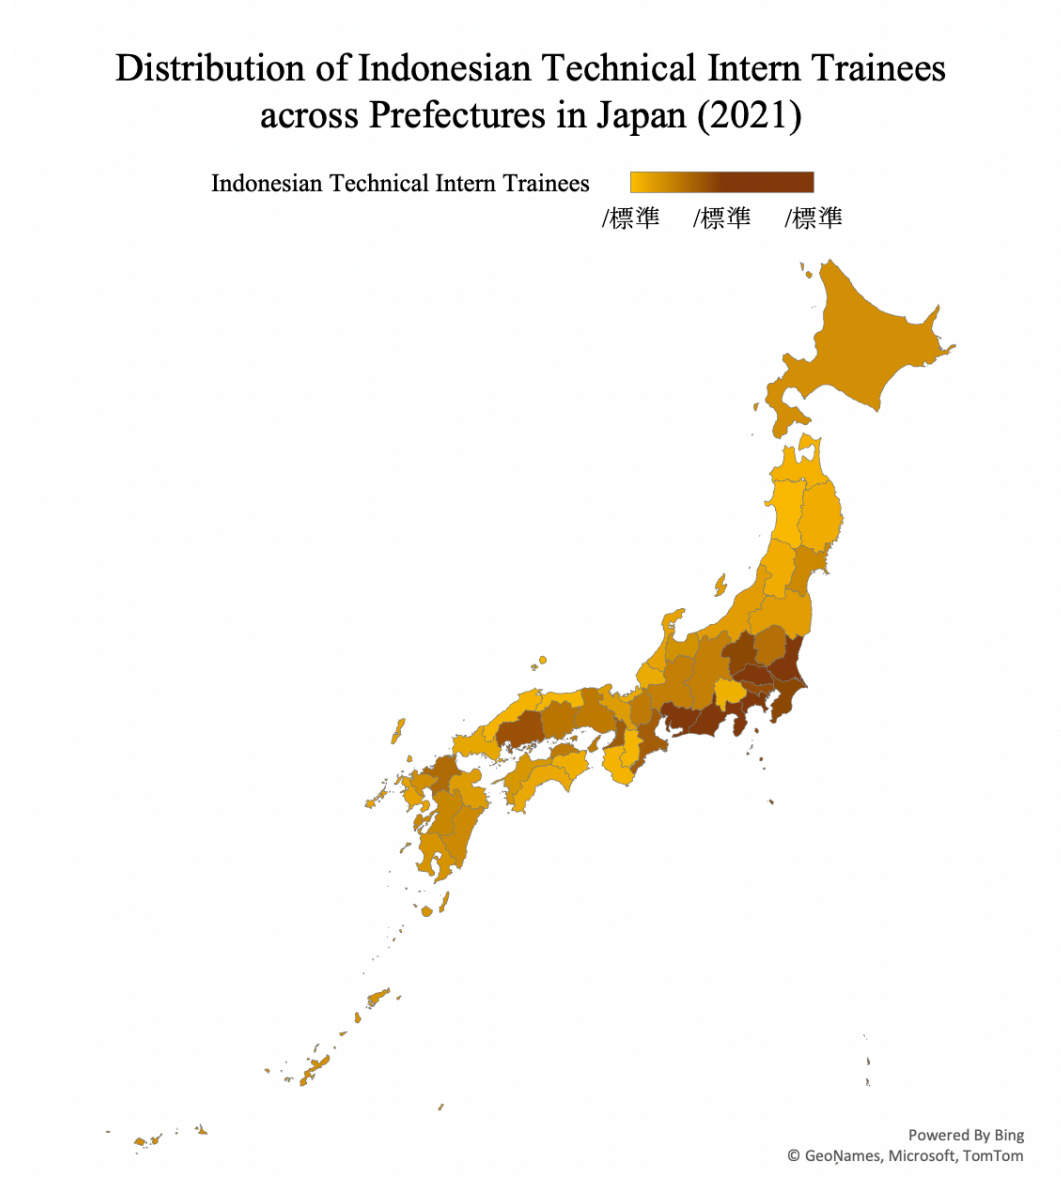 Distribution of Indonesian Technical Intern Trainees
across Prefectures in Japan (2021)
Indonesian Technical Intern Trainees
/標準 /標準 /標準
Powered By Bing
© GeoNames, Microsoft, TomTom